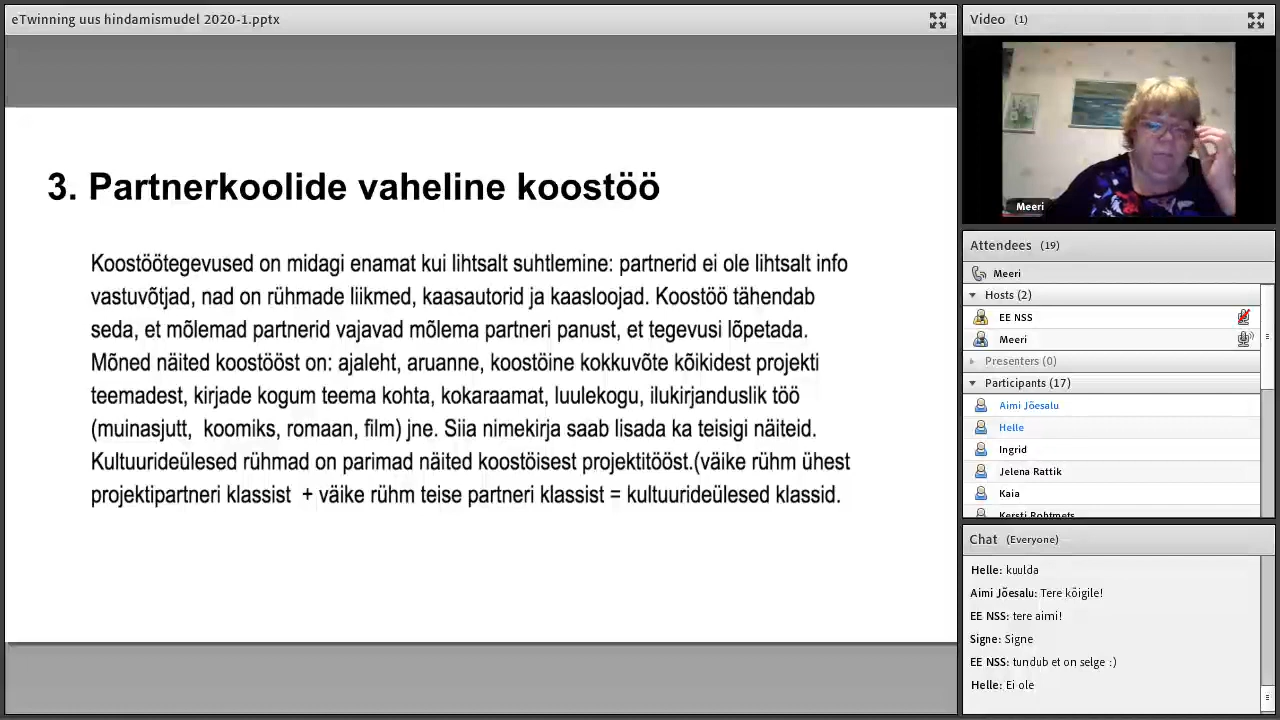 eTwinning uus hindamismudel 2020-1.pptx
3. Partnerkoolide vaheline koostöö
Koostöötegevused on midagi enamat kui lihtsalt suhtlemine: partnerid ei ole lihtsalt info
vastuvõtjad, nad on rühmade liikmed, kaasautorid ja kaasloojad. Koostöö tähendab
seda, et mõlemad partnerid vajavad mõlema partneri panust, et tegevusi lõpetada.
Mõned näited koostööst on: ajaleht, aruanne, koostöine kokkuvõte kõikidest projekti
teemadest, kirjade kogum teema kohta, kokaraamat, luulekogu, ilukirjanduslik töö
(muinasjutt,  koomiks, romaan, film) jne. Siia nimekirja saab lisada ka teisigi näiteid.
Kultuurideülesed rühmad on parimad näited koostöisest projektitööst.(väike rühm ühest
projektipartneri klassist  + väike rühm teise partneri klassist = kultuurideülesed klassid.
Video (1)
Meeri
Attendees (19)
Meeri
Hosts (2)
EE NSS
Meeri
Presenters (0)
Participants (17)
Aimi Jõesalu
Helle
Ingrid
Jelena Rattik
Kaia
Kersti Rohtmets
Chat (Everyone)
Helle: kuulda
Aimi Jõesalu: Tere kõigile!
EE NSS: tere aimi!
Signe: Signe
EE NSS: tundub et on selge :)
Helle: Ei ole